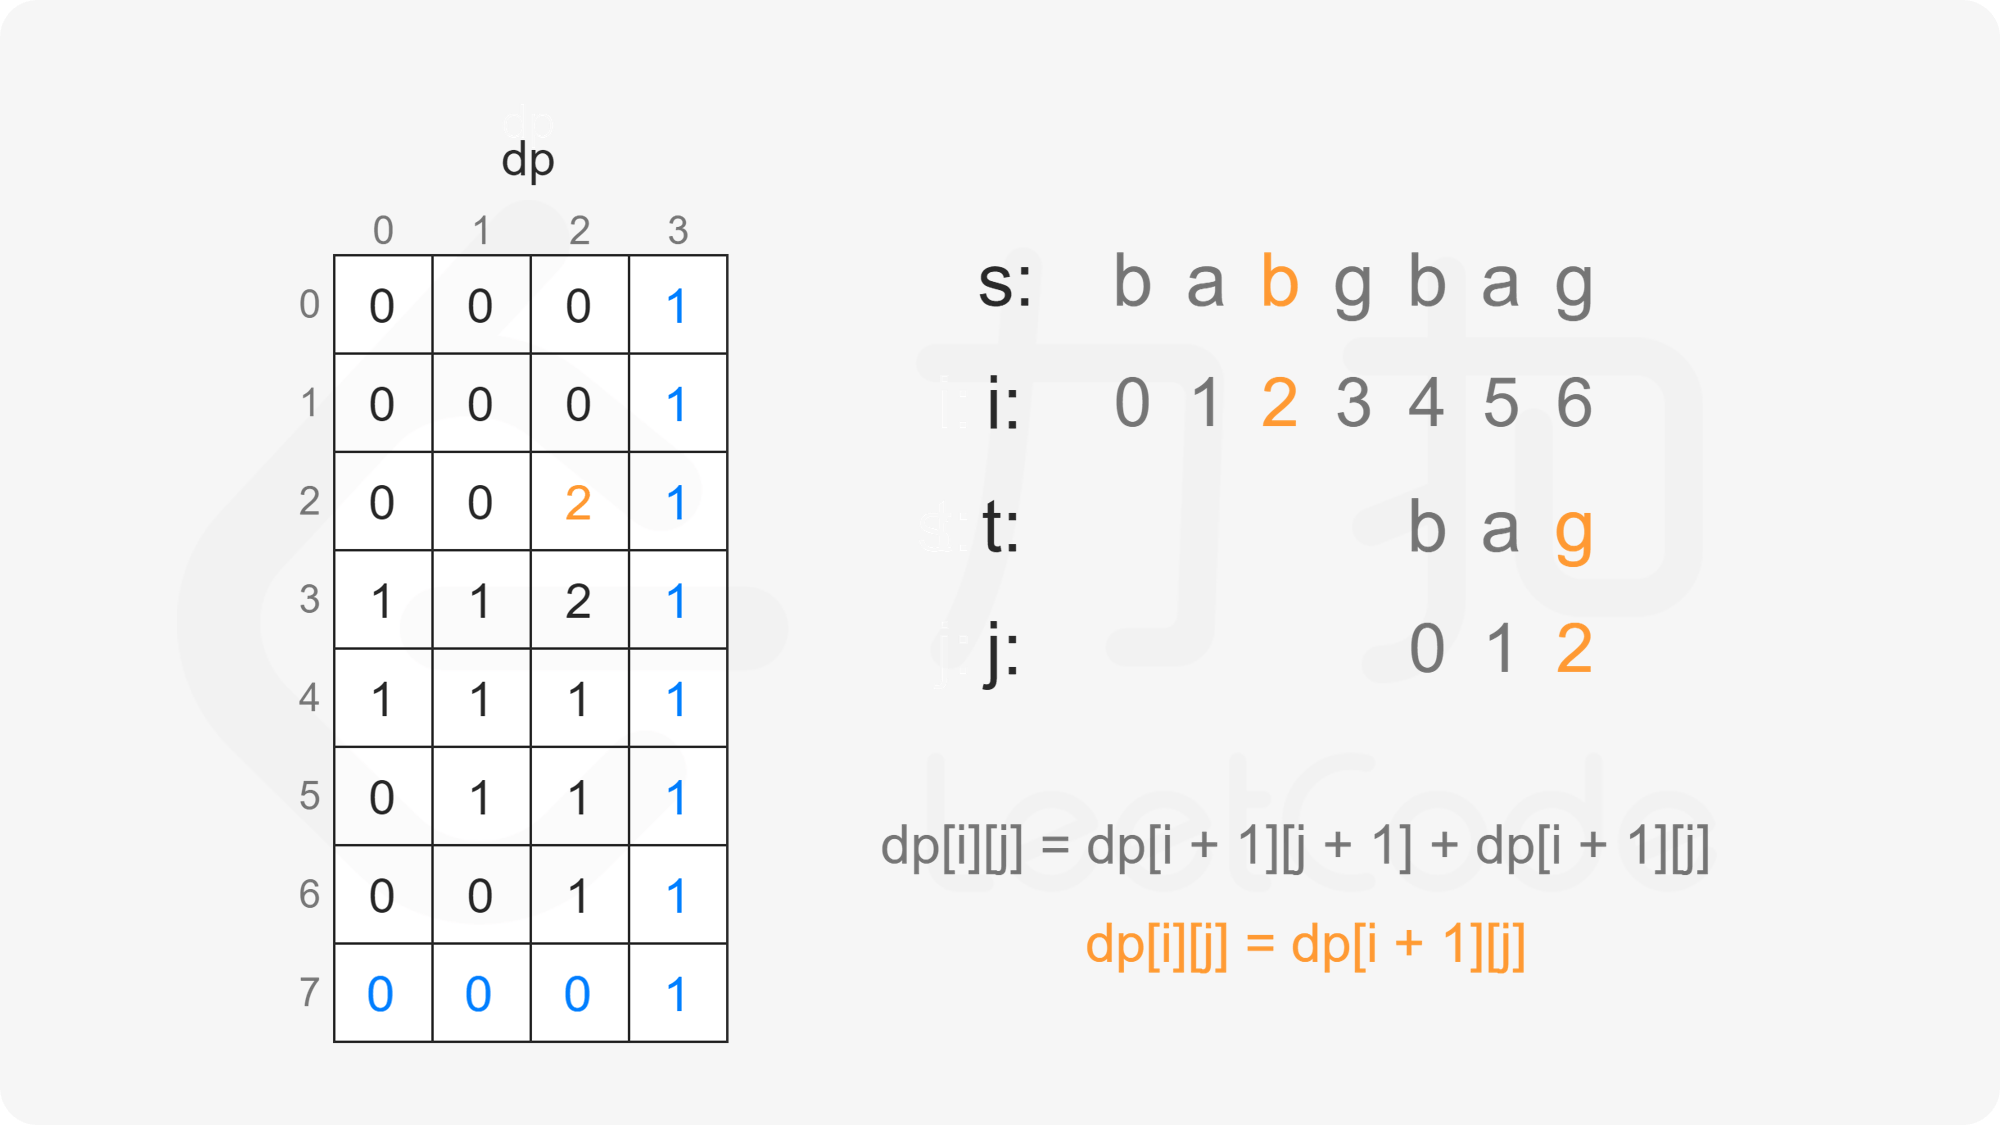 dp
0 1 2 3
0 0 0 0 1
1 0 0 0 1
2 0 0 2 1
3 1 1 2 1
4 1 1 1 1
5 0 1 1 1
6 0 0 1 1
7 0 0 0 1
s: b a b g b a g
i: 0 1 2 3 4 5 6
t: b a g
j: 0 1 2
dp[i][j] = dp[i + 1][j + 1] + dp[i + 1][j]
dp[i][j] = dp[i + 1][j]
力扣
LeetCode